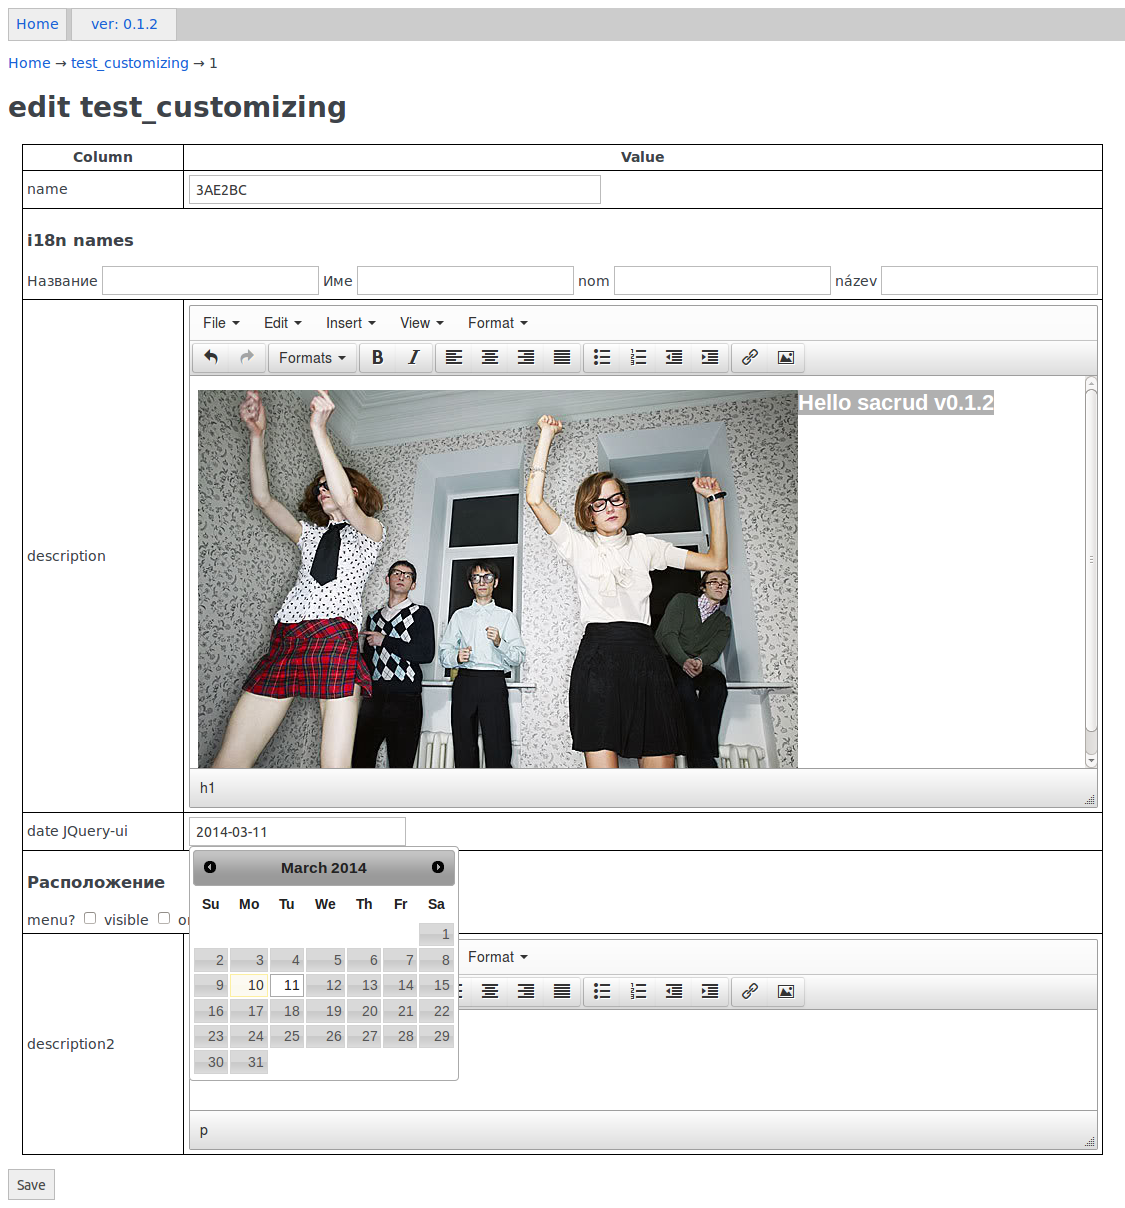 Home ver: 0.1.2
Home → test_customizing → 1
edit test_customizing
Column Value
name 3AE2BC
i18n names
Название Име nom název
File Edit Insert View Format
Formats B I
Hello sacrud v0.1.2
description
h1
date JQuery-ui 2014-03-11
March 2014
Su Mo Tu We Th Fr Sa
1
2 3 4 5 6 7 8
9 10 11 12 13 14 15
16 17 18 19 20 21 22
23 24 25 26 27 28 29
30 31
Расположение
menu? visible
Format
description2
p
Save